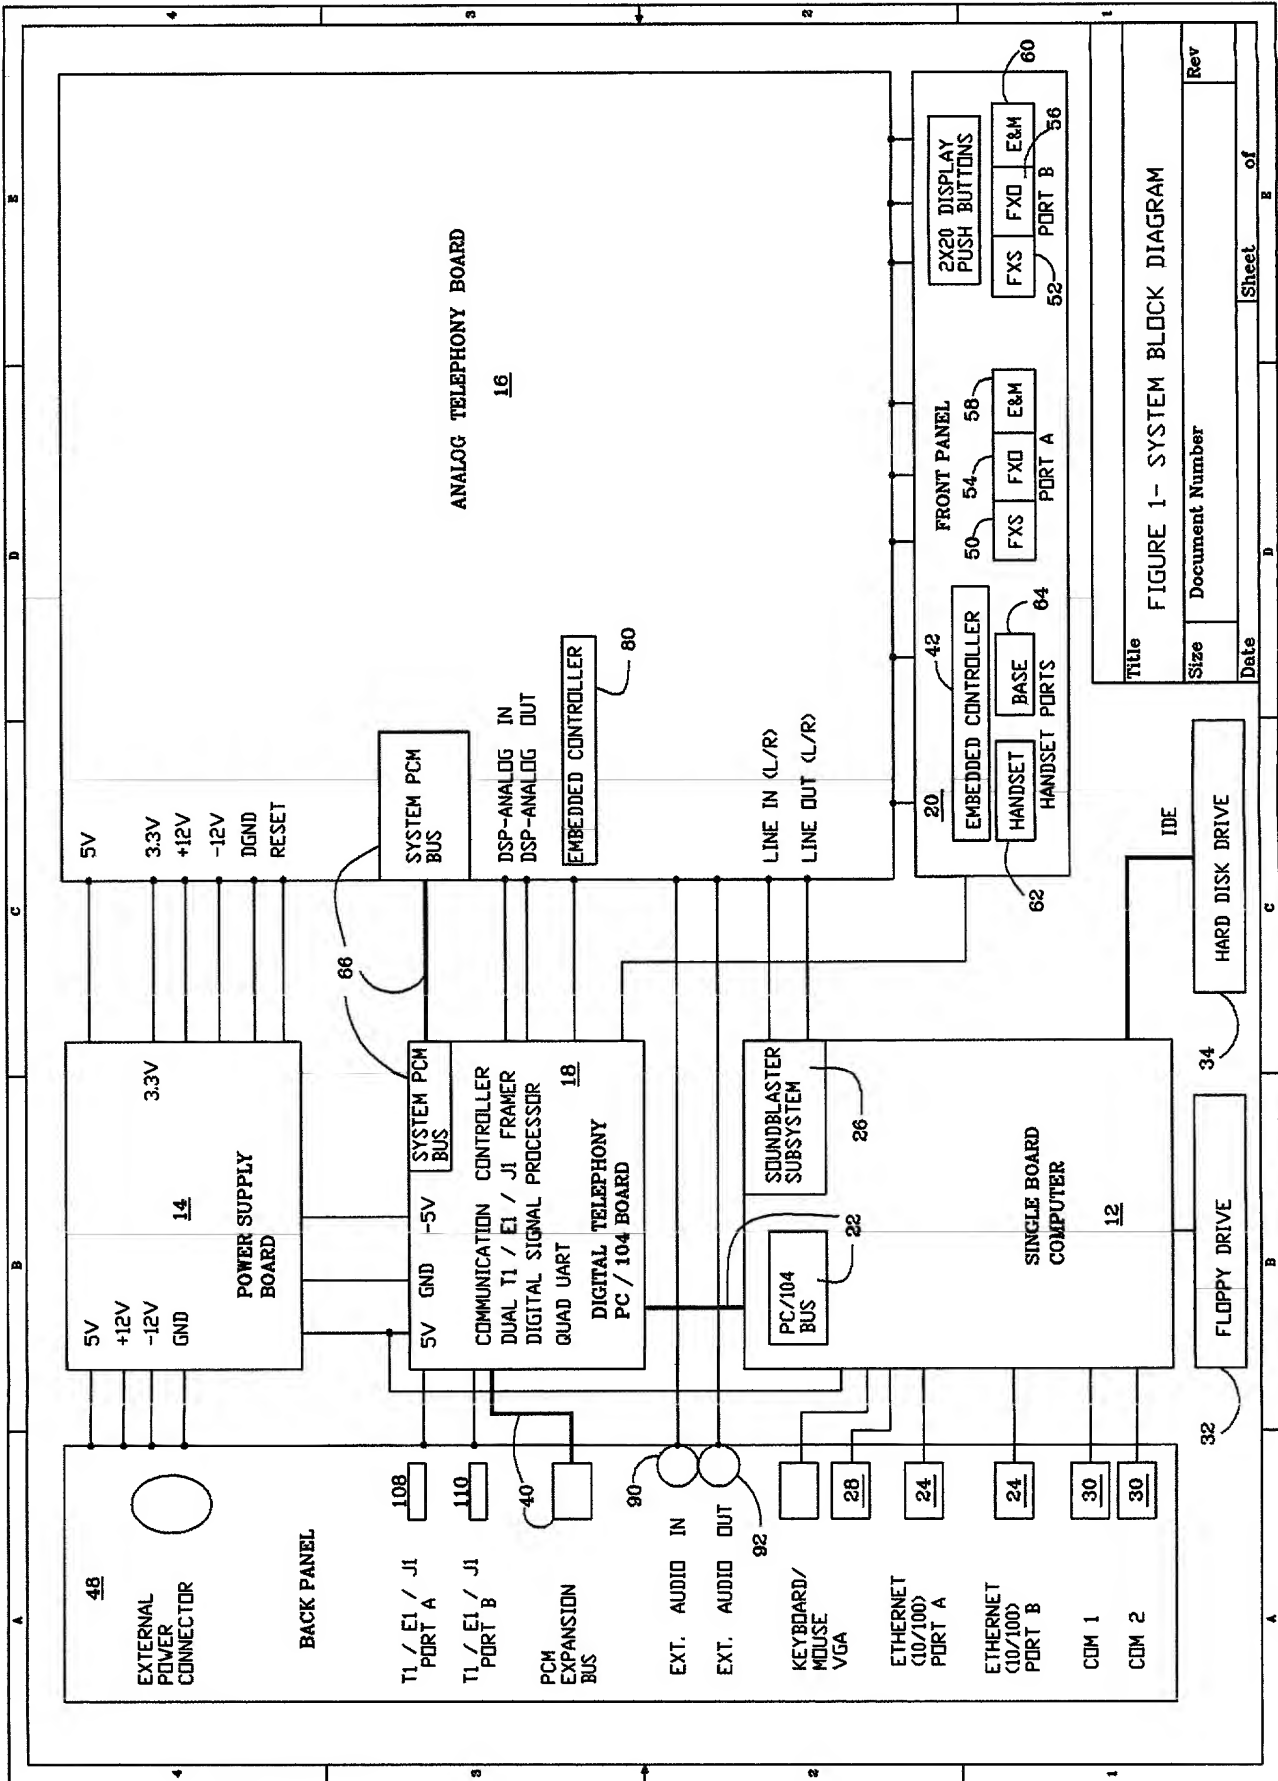 4
3
2
1
A
B
C
D
E
48
EXTERNAL
POWER
CONNECTOR
BACK PANEL
T1 / E1 / J1
PORT A
108
T1 / E1 / J1
PORT B
110
PCM
EXPANSION
BUS
40
EXT. AUDIO IN
90
EXT. AUDIO OUT
92
KEYBOARD/
MOUSE
VGA
28
ETHERNET
(10/100)
PORT A
24
ETHERNET
(10/100)
PORT B
24
COM 1
30
COM 2
30
5V
+12V
-12V
GND
14
POWER SUPPLY
BOARD
3.3V
5V
GND
-5V
SYSTEM PCM
BUS
COMMUNICATION CONTROLLER
DUAL T1 / E1 / J1 FRAMER
DIGITAL SIGNAL PROCESSOR
QUAD UART
18
DIGITAL TELEPHONY
PC / 104 BOARD
66
22
PC/104
BUS
SOUNDBLASTER
SUBSYSTEM
26
SINGLE BOARD
COMPUTER
12
FLOPPY DRIVE
32
HARD DISK DRIVE
34
IDE
5V
3.3V
+12V
-12V
DGND
RESET
SYSTEM PCM
BUS
DSP-ANALOG IN
DSP-ANALOG OUT
EMBEDDED CONTROLLER
80
LINE IN (L/R)
LINE OUT (L/R)
ANALOG TELEPHONY BOARD
16
20
FRONT PANEL
EMBEDDED CONTROLLER
42
HANDSET
BASE
HANDSET PORTS
62
64
50
54
58
FXS
FXO
E&M
PORT A
2X20 DISPLAY
PUSH BUTTONS
FXS
FXO
E&M
PORT B
52
56
60
Title
FIGURE 1- SYSTEM BLOCK DIAGRAM
Size
Document Number
Rev
Date
Sheet
of
A
B
C
D
E
4
3
2
1